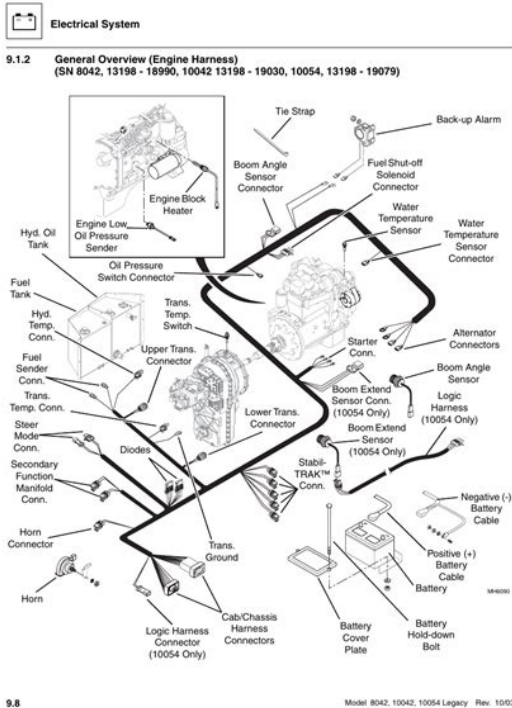 Electrical System
9.1.2 General Overview (Engine Harness)
(SN 8042, 13198 - 18990, 10042 13198 - 19030, 10054, 13198 - 19079)
Tie Strap
Back-up Alarm
Boom Angle
Sensor
Connector
Fuel Shut-off
Solenoid
Connector
Engine Block
Heater
Engine Low
Oil Pressure
Sender
Water
Temperature
Sensor
Water
Temperature
Sensor
Connector
Hyd. Oil
Tank
Oil Pressure
Switch Connector
Fuel
Tank
Trans.
Temp.
Switch
Hyd.
Temp.
Conn.
Upper Trans.
Connector
Starter
Conn.
Alternator
Connectors
Fuel
Sender
Conn.
Boom Angle
Sensor
Boom Extend
Sensor Conn.
(10054 Only)
Logic
Harness
(10054 Only)
Trans.
Temp. Conn.
Lower Trans.
Connector
Boom Extend
Sensor
(10054 Only)
Steer
Mode
Conn.
Diodes
Stabil-
TRAK™
Conn.
Secondary
Function
Manifold
Conn.
Negative (-)
Battery
Cable
Horn
Connector
Trans.
Ground
Positive (+)
Battery
Cable
Horn
Battery
MH6090
Cab/Chassis
Harness
Connectors
Logic Harness
Connector
(10054 Only)
Battery
Cover
Plate
Battery
Hold-down
Bolt
9.8
Model 8042, 10042, 10054 Legacy Rev. 10/03